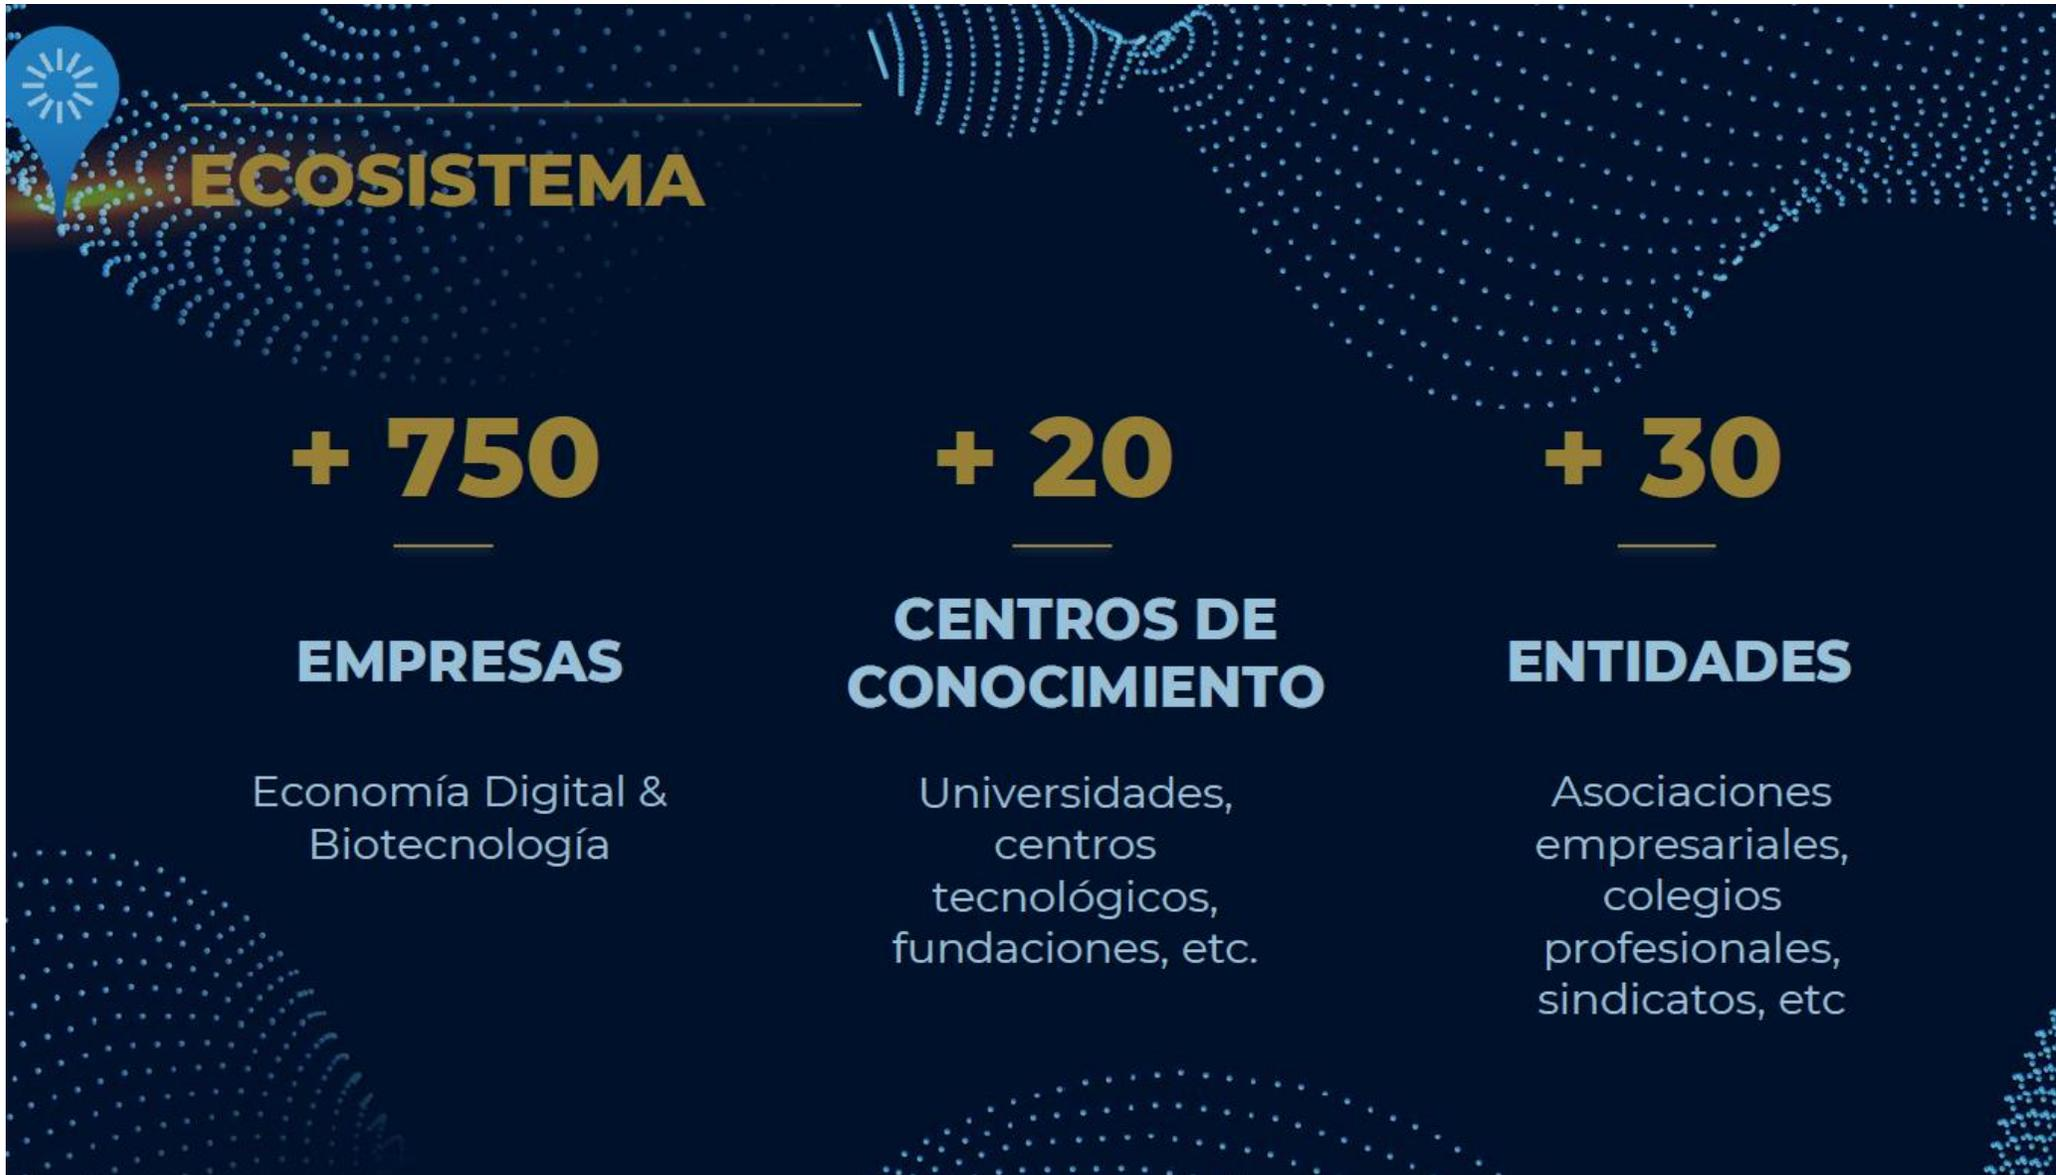 ECOSISTEMA
+ 750
EMPRESAS
Economía Digital &
Biotecnología
+ 20
CENTROS DE
CONOCIMIENTO
Universidades,
centros
tecnológicos,
fundaciones, etc.
+ 30
ENTIDADES
Asociaciones
empresariales,
colegios
profesionales,
sindicatos, etc